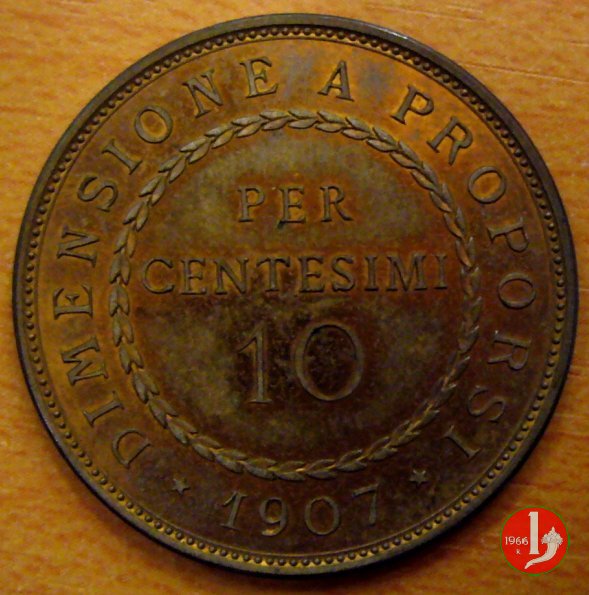 DIMENSIONE A PROPORSI
PER
CENTESIMI
10
* 1907 *
1966
K